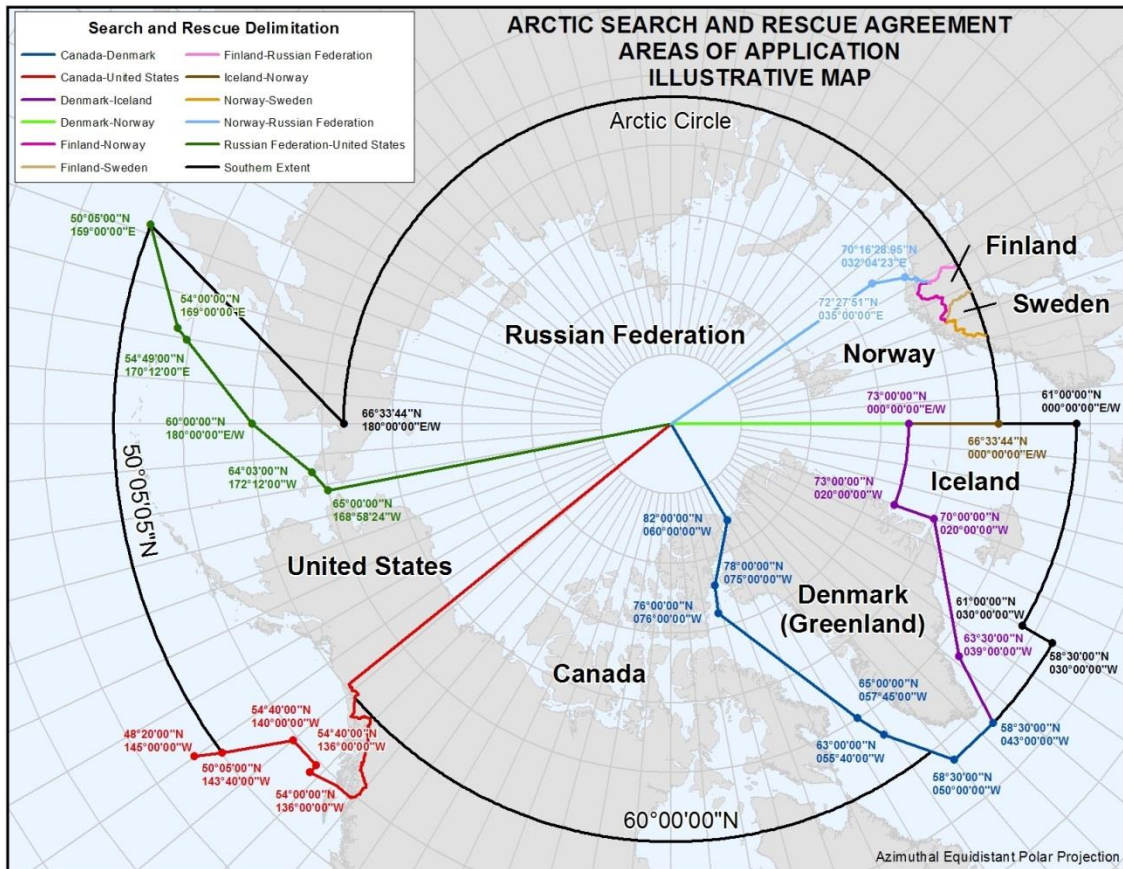 ARCTIC SEARCH AND RESCUE AGREEMENT
AREAS OF APPLICATION
ILLUSTRATIVE MAP
Search and Rescue Delimitation
Canada-Denmark
Canada-United States
Denmark-Iceland
Denmark-Norway
Finland-Norway
Finland-Sweden
Finland-Russian Federation
Iceland-Norway
Norway-Sweden
Norway-Russian Federation
Russian Federation-United States
Southern Extent
Arctic Circle
50°05'00"N
159°00'00"E
54°00'00"N
169°00'00"E
54°49'00"N
170°12'00"E
60°00'00"N
180°00'00"E/W
64°03'00"N
172°12'00"W
65°00'00"N
168°58'24"W
66°33'44"N
180°00'00"E/W
50°05'05"N
Russian Federation
70°16'28.95"N
032°04'23"E
72°27'51"N
035°00'00"E
Finland
Sweden
Norway
73°00'00"N
000°00'00"E/W
61°00'00"N
000°00'00"E/W
66°33'44"N
000°00'00"E/W
Iceland
73°00'00"N
020°00'00"W
70°00'00"N
020°00'00"W
82°00'00"N
060°00'00"W
78°00'00"N
075°00'00"W
76°00'00"N
076°00'00"W
Denmark
(Greenland)
61°00'00"N
030°00'00"W
63°30'00"N
039°00'00"W
58°30'00"N
030°00'00"W
United States
Canada
65°00'00"N
057°45'00"W
63°00'00"N
055°40'00"W
58°30'00"N
043°00'00"W
58°30'00"N
050°00'00"W
48°20'00"N
145°00'00"W
50°05'00"N
143°40'00"W
54°40'00"N
140°00'00"W
54°40'00"N
136°00'00"W
54°00'00"N
136°00'00"W
60°00'00"N
Azimuthal Equidistant Polar Projection